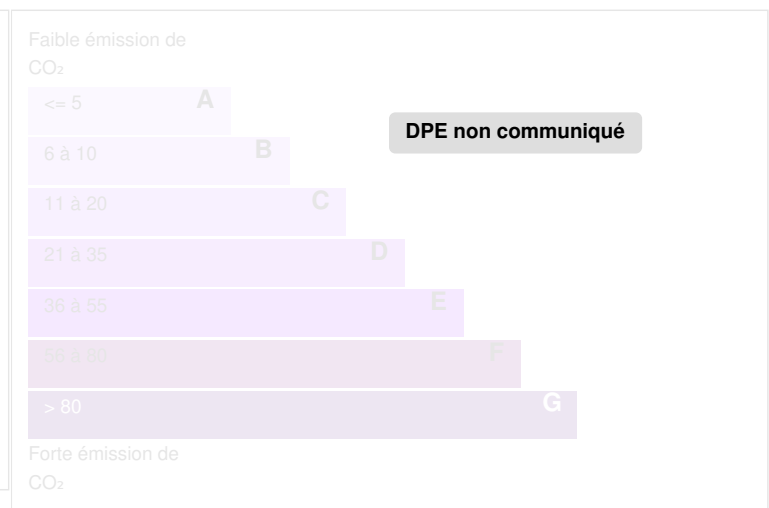 Faible émission de
CO₂
<= 5 A
DPE non communiqué
6 à 10 B
11 à 20 C
21 à 35 D
36 à 55 E
56 à 80 F
> 80 G
Forte émission de
CO₂